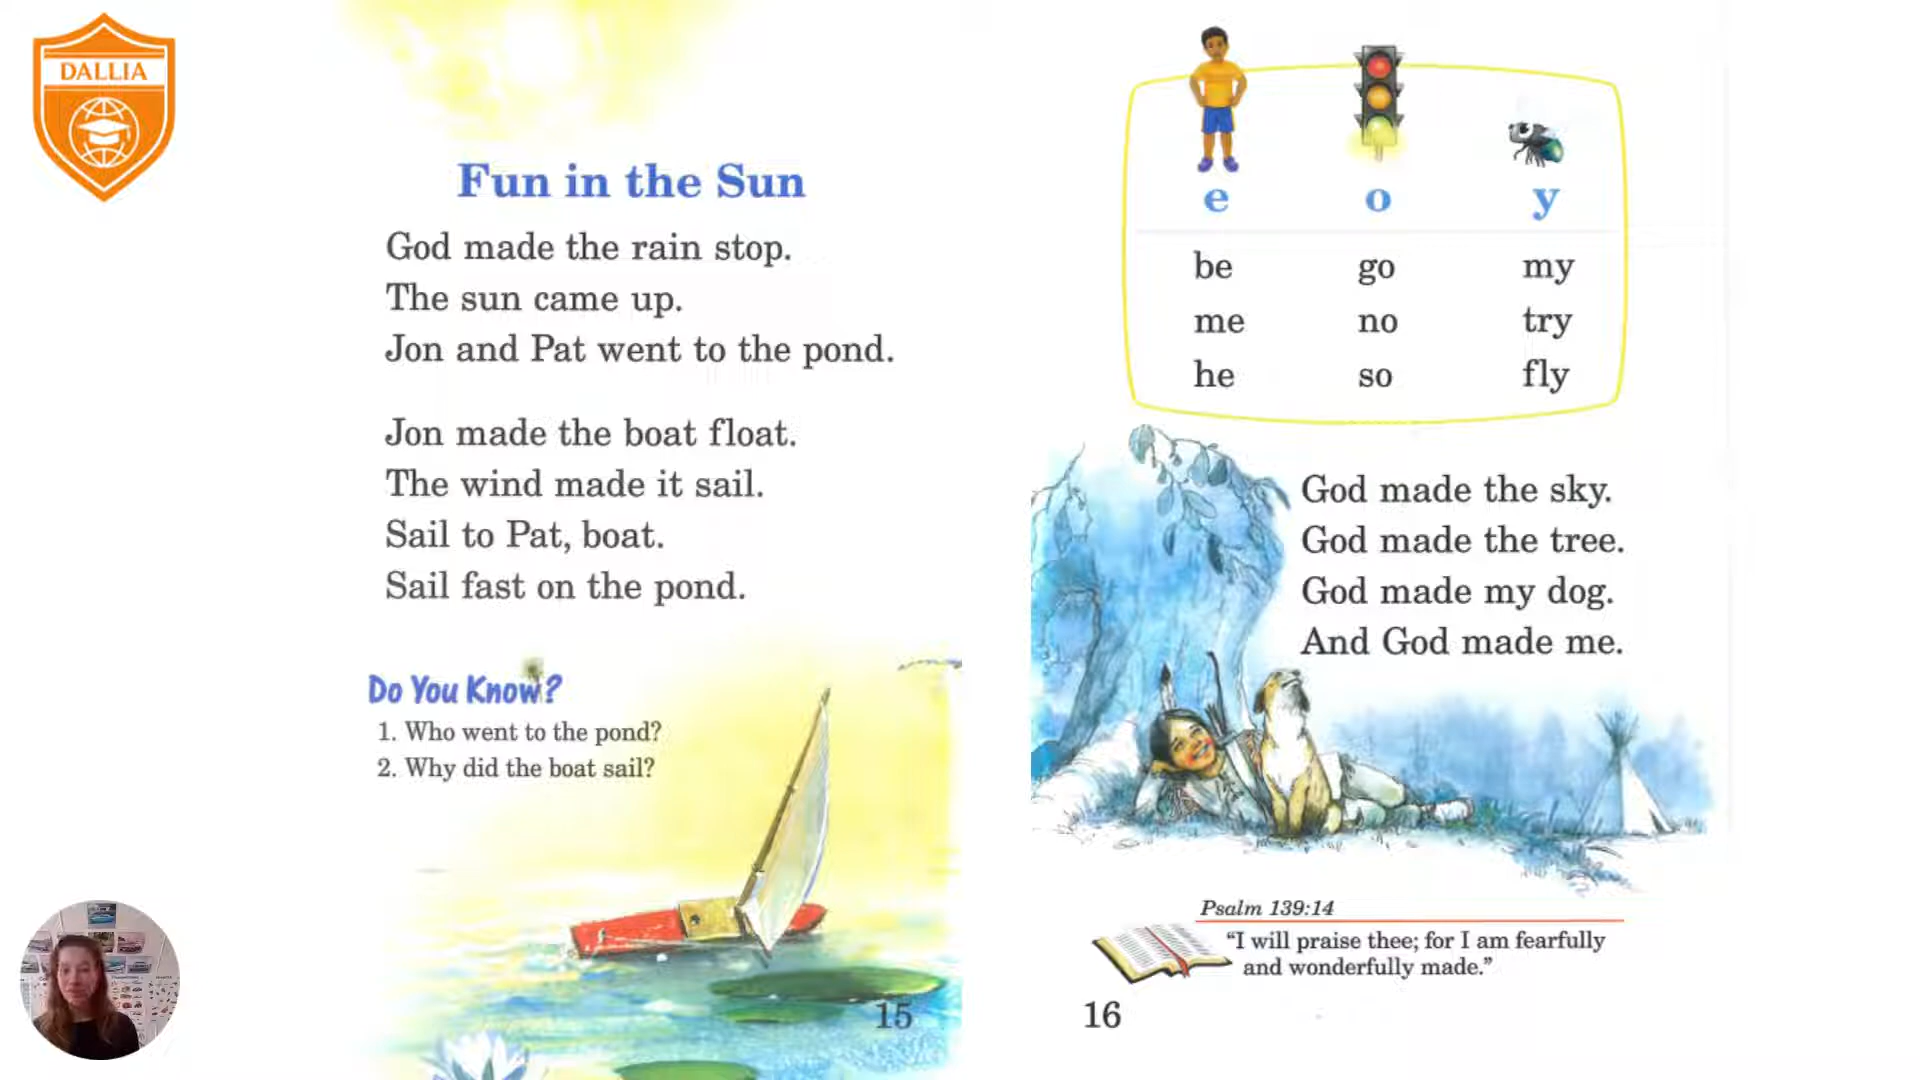 DALLIA
Fun in the Sun
God made the rain stop.
The sun came up.
Jon and Pat went to the pond.
Jon made the boat float.
The wind made it sail.
Sail to Pat, boat.
Sail fast on the pond.
Do You Know?
1. Who went to the pond?
2. Why did the boat sail?
15
e o y
be go my
me no try
he so fly
God made the sky.
God made the tree.
God made my dog.
And God made me.
Psalm 139:14
“I will praise thee; for I am fearfully
and wonderfully made.”
16